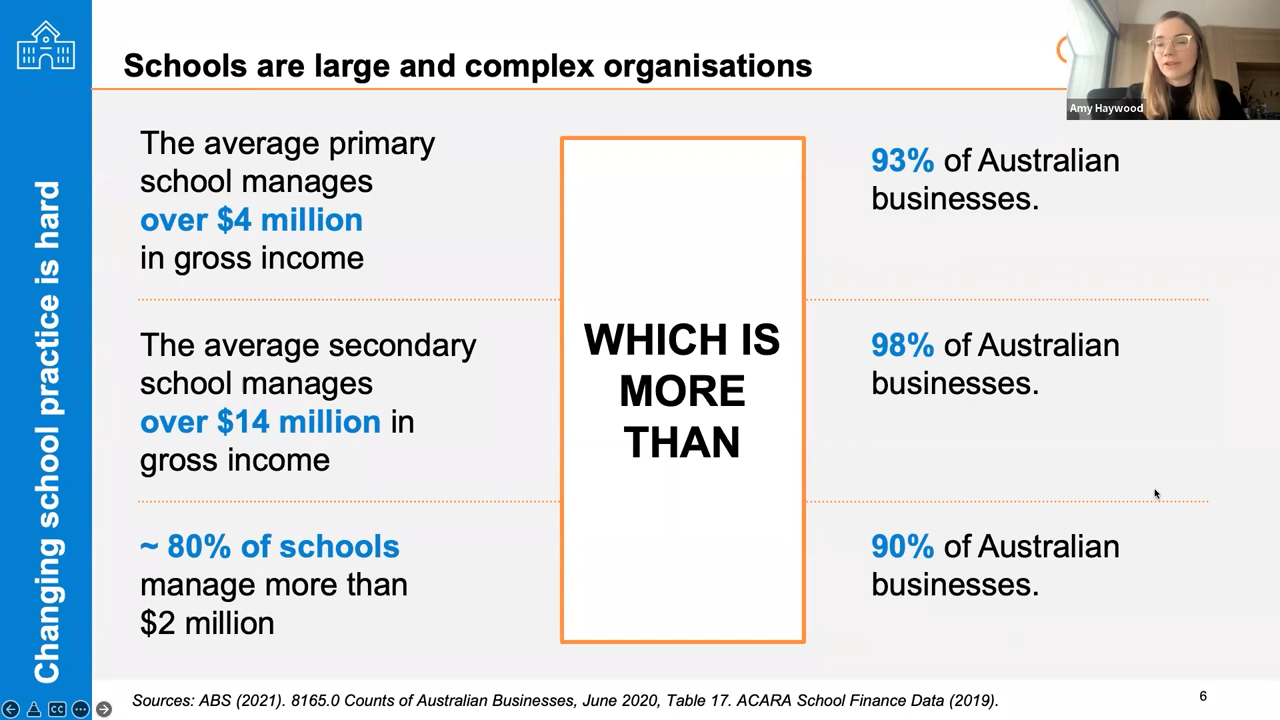 Schools are large and complex organisations
Amy Haywood
Changing school practice is hard
The average primary
school manages
over $4 million
in gross income
WHICH IS
MORE
THAN
93% of Australian
businesses.
The average secondary
school manages
over $14 million in
gross income
98% of Australian
businesses.
~ 80% of schools
manage more than
$2 million
90% of Australian
businesses.
Sources: ABS (2021). 8165.0 Counts of Australian Businesses, June 2020, Table 17. ACARA School Finance Data (2019).
6
CC